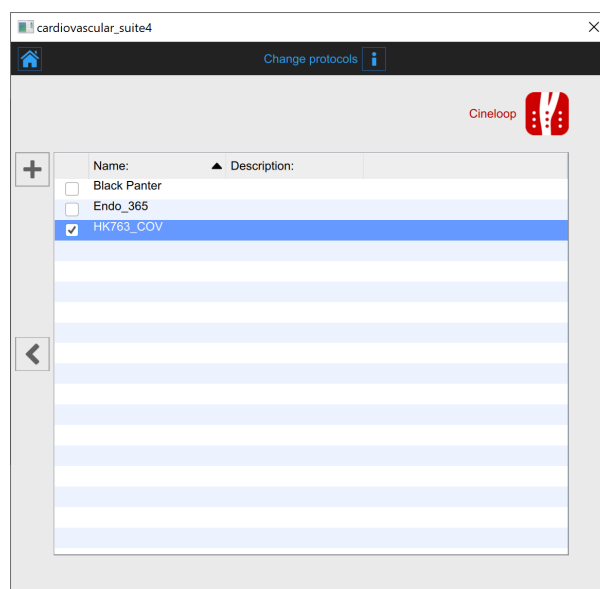 cardiovascular_suite4
Change protocols
Cineloop
Name: Description:
Black Panter
Endo_365
HK763_COV